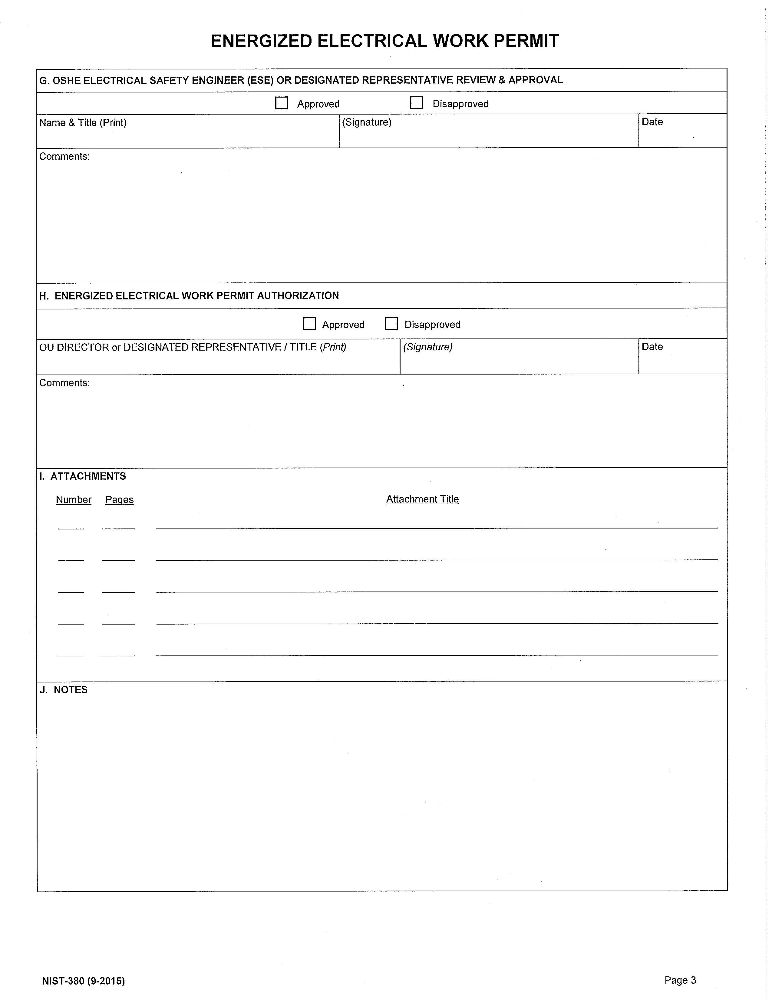 ENERGIZED ELECTRICAL WORK PERMIT
G. OSHE ELECTRICAL SAFETY ENGINEER (ESE) OR DESIGNATED REPRESENTATIVE REVIEW & APPROVAL
Approved Disapproved
Name & Title (Print) (Signature) Date
Comments:
H. ENERGIZED ELECTRICAL WORK PERMIT AUTHORIZATION
Approved Disapproved
OU DIRECTOR or DESIGNATED REPRESENTATIVE / TITLE (Print) (Signature) Date
Comments:
I. ATTACHMENTS
Number Pages Attachment Title
J. NOTES
NIST-380 (9-2015) Page 3